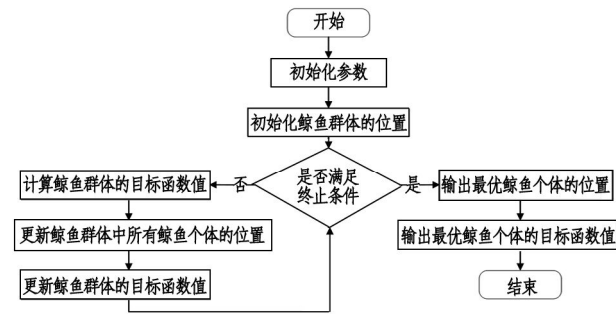 开始
初始化参数
初始化鲸鱼群体的位置
是否满足
终止条件
否
是
计算鲸鱼群体的目标函数值
更新鲸鱼群体中所有鲸鱼个体的位置
更新鲸鱼群体的目标函数值
输出最优鲸鱼个体的位置
输出最优鲸鱼个体的目标函数值
结束